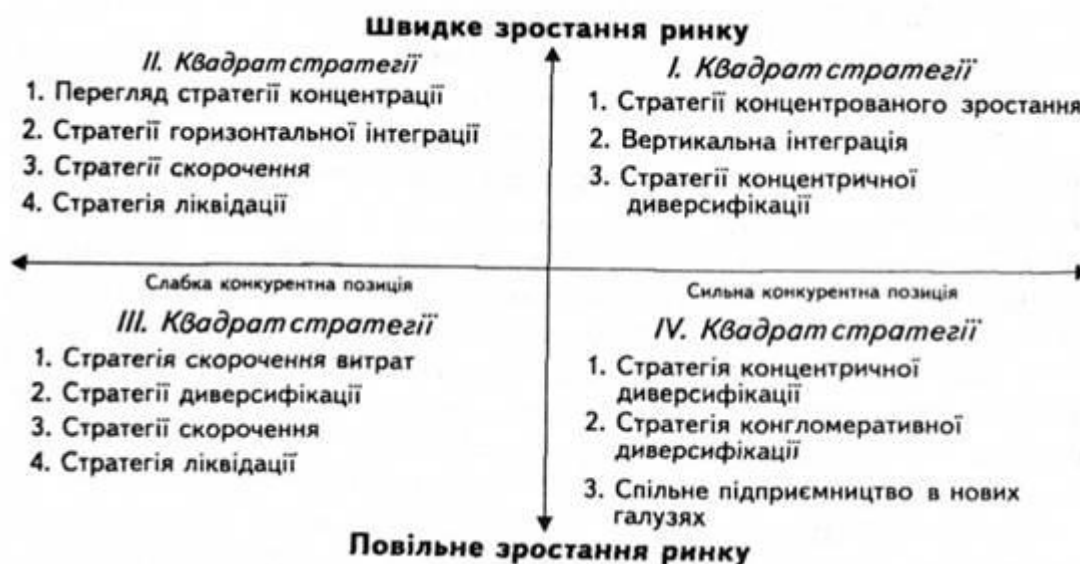 Швидке зростання ринку
II. Квадрат стратегії
1. Перегляд стратегії концентрації
2. Стратегії горизонтальної інтеграції
3. Стратегії скорочення
4. Стратегія ліквідації
I. Квадрат стратегії
1. Стратегії концентрованого зростання
2. Вертикальна інтеграція
3. Стратегії концентричної
диверсифікації
Слабка конкурентна позиція
Сильна конкурентна позиція
III. Квадрат стратегії
1. Стратегія скорочення витрат
2. Стратегії диверсифікації
3. Стратегії скорочення
4. Стратегія ліквідації
IV. Квадрат стратегії
1. Стратегія концентричної
диверсифікації
2. Стратегія конгломеративної
диверсифікації
3. Спільне підприємництво в нових
галузях
Повільне зростання ринку